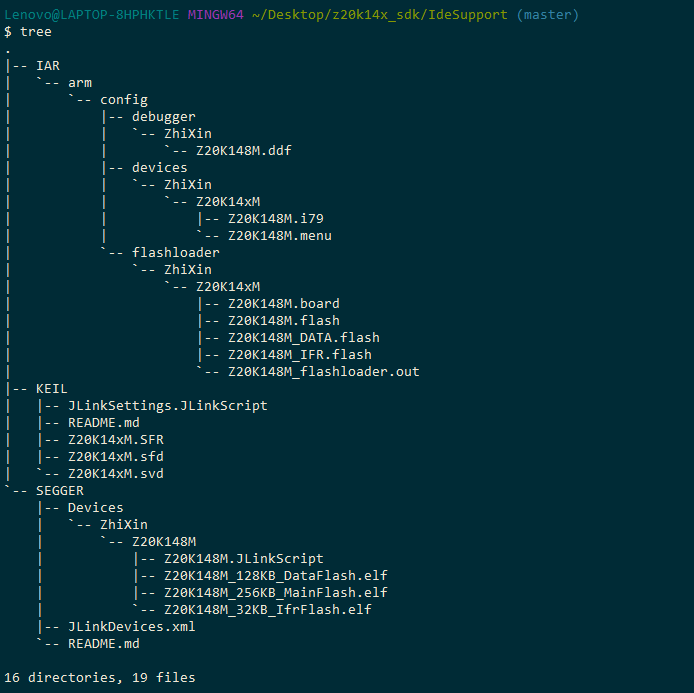 Lenovo@LAPTOP-8HPHKTLE MINGW64 ~/Desktop/z20k14x_sdk/IdeSupport (master)
$ tree
.
|-- IAR
|   `-- arm
|       `-- config
|           |-- debugger
|           |   `-- ZhiXin
|           |       `-- Z20K148M.ddf
|           |-- devices
|           |   `-- ZhiXin
|           |       `-- Z20K14xM
|           |           |-- Z20K148M.i79
|           |           `-- Z20K148M.menu
|           `-- flashloader
|               `-- ZhiXin
|                   `-- Z20K14xM
|                       |-- Z20K148M.board
|                       |-- Z20K148M.flash
|                       |-- Z20K148M_DATA.flash
|                       |-- Z20K148M_IFR.flash
|                       `-- Z20K148M_flashloader.out
|-- KEIL
|   |-- JLinkSettings.JLinkScript
|   |-- README.md
|   |-- Z20K14xM.SFR
|   |-- Z20K14xM.sfd
|   `-- Z20K14xM.svd
`-- SEGGER
    |-- Devices
    |   `-- ZhiXin
    |       `-- Z20K148M
    |           |-- Z20K148M.JLinkScript
    |           |-- Z20K148M_128KB_DataFlash.elf
    |           |-- Z20K148M_256KB_MainFlash.elf
    |           `-- Z20K148M_32KB_IfrFlash.elf
    |-- JLinkDevices.xml
    `-- README.md

16 directories, 19 files